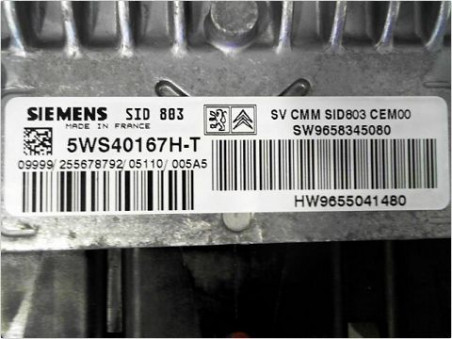 SIEMENS SID 803
MADE IN FRANCE
5WS40167H-T
09999/255678792/05110/005A5
SV CMM SID803 CEM00
SW9658345080
HW9655041480